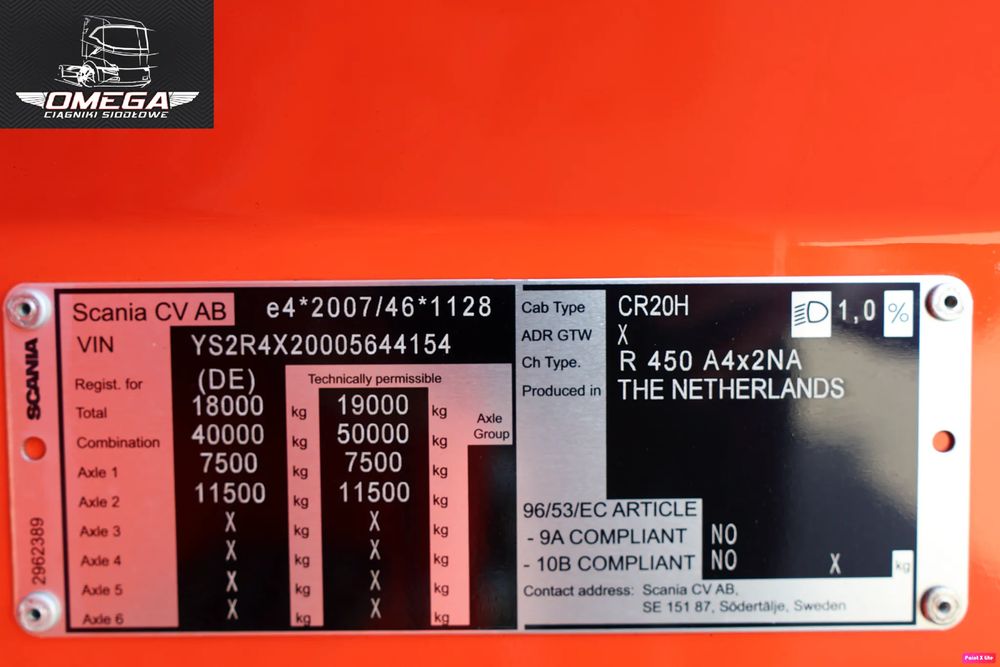 OMEGA
CIĄGNIKI SIODŁOWE
Scania CV AB e4*2007/46*1128
VIN YS2R4X20005644154
Regist. for (DE) Technically permissible
Total 18000 kg 19000 kg Axle Group
Combination 40000 kg 50000 kg
Axle 1 7500 kg 7500 kg
Axle 2 11500 kg 11500 kg
Axle 3 X kg X kg
Axle 4 X kg X kg
Axle 5 X kg X kg
Axle 6 X kg X kg
Cab Type CR20H 1,0 %
ADR GTW X
Ch Type. R 450 A4x2NA
Produced in THE NETHERLANDS
96/53/EC ARTICLE
- 9A COMPLIANT NO
- 10B COMPLIANT NO X kg
Contact address: Scania CV AB,
SE 151 87, Södertälje, Sweden
SCANIA
2962389